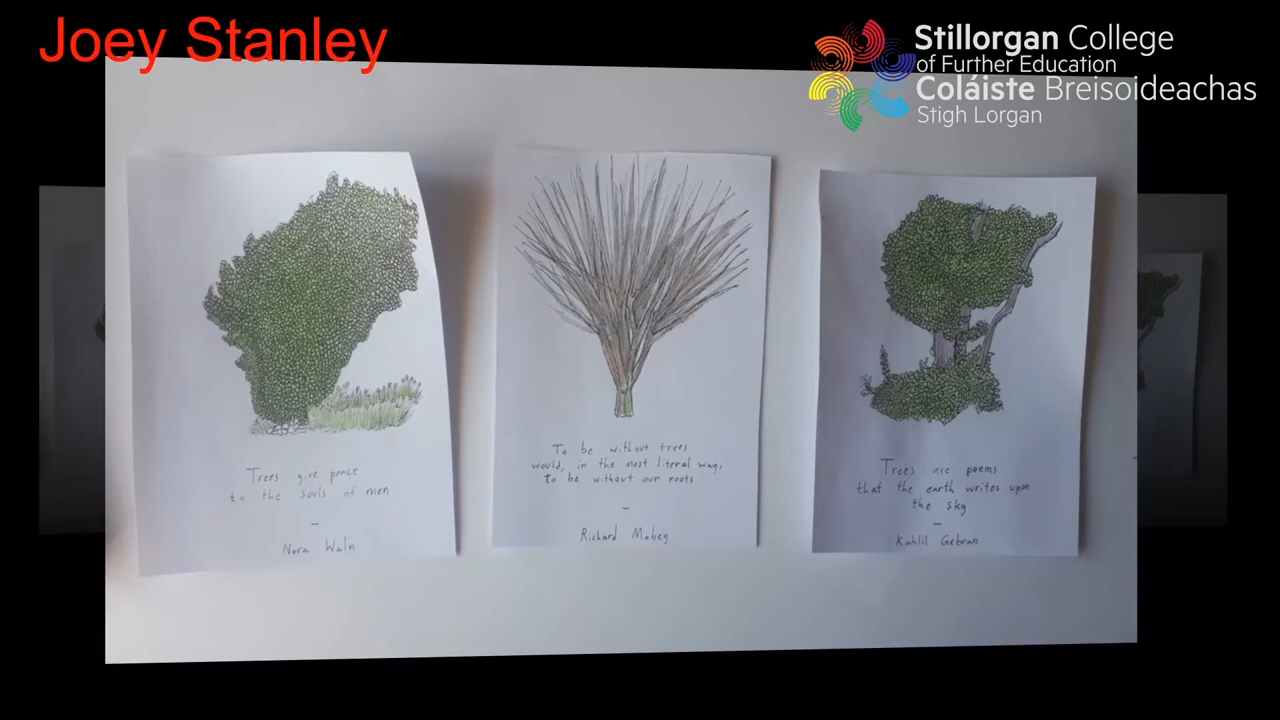 Joey Stanley
Stillorgan College
of Further Education
Coláiste Breisoideachas
Stigh Lorgan
Trees give peace
to the souls of men
–
Nora Waln
To be without trees
would, in the most literal way,
to be without our roots
–
Richard Mabey
Trees are poems
that the earth writes upon
the sky
–
Kahlil Gebran